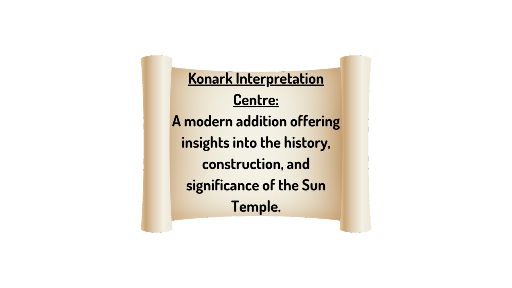 Konark Interpretation
Centre:
A modern addition offering
insights into the history,
construction, and
significance of the Sun
Temple.